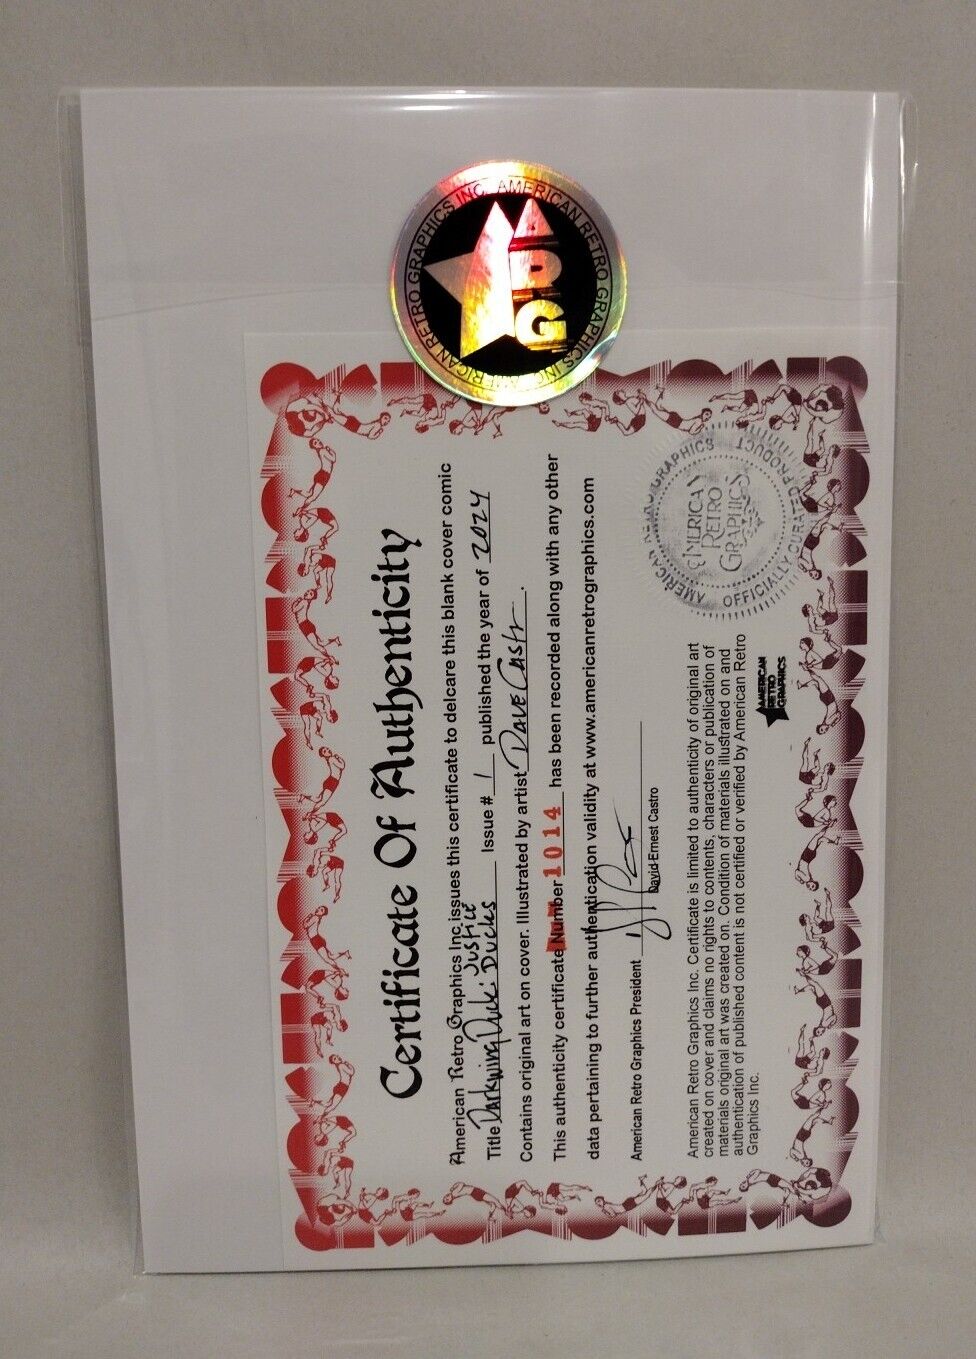 AMERICAN RETRO GRAPHICS INC. AMERICAN RETRO GRAPHICS INC.
ARG
Certificate Of Authenticity
American Retro Graphics Inc. issues this certificate to delcare this blank cover comic
Title Darkwing Duck: Justice Ducks Issue # 1 published the year of 2024
Contains original art on cover. Illustrated by artist Dave Castr.
This authenticity certificate Number 1014 has been recorded along with any other
data pertaining to further authentication validity at www.americanretrographics.com
American Retro Graphics President
David-Ernest Castro
American Retro Graphics Inc. Certificate is limited to authenticity of original art
created on cover and claims no rights to contents, characters or publication of
materials original art was created on. Condition of materials illustrated on and
authentication of published content is not certified or verified by American Retro
Graphics Inc.
AMERICAN
RETRO
GRAPHICS
AMERICAN RETRO GRAPHICS
AMERICAN
RETRO
GRAPHICS
OFFICIALLY CURATED PRODUCT